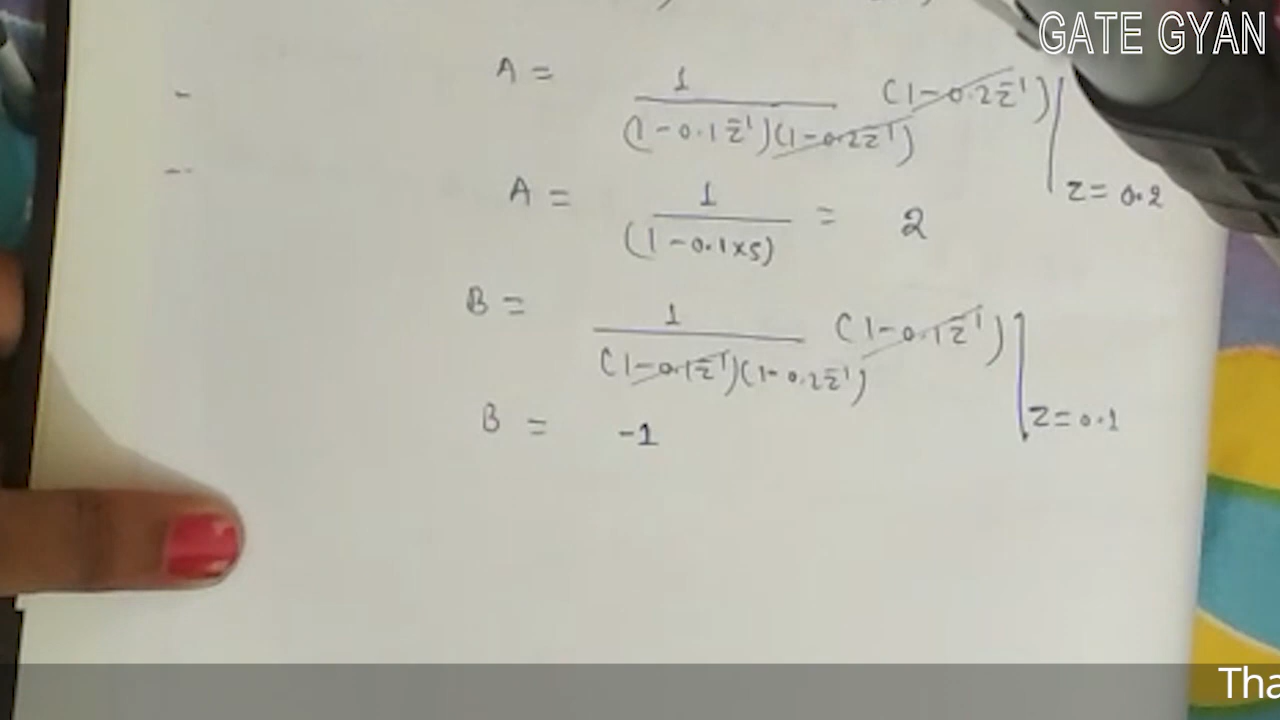 GATE GYAN
A = 1 / (1-0.1z̄¹)(1-0.2z̄¹) (1-0.2z̄¹) | z=0.2
A = 1 / (1-0.1x5) = 2
B = 1 / (1-0.1z̄¹)(1-0.2z̄¹) (1-0.1z̄¹) | z=0.1
B = -1
Tha